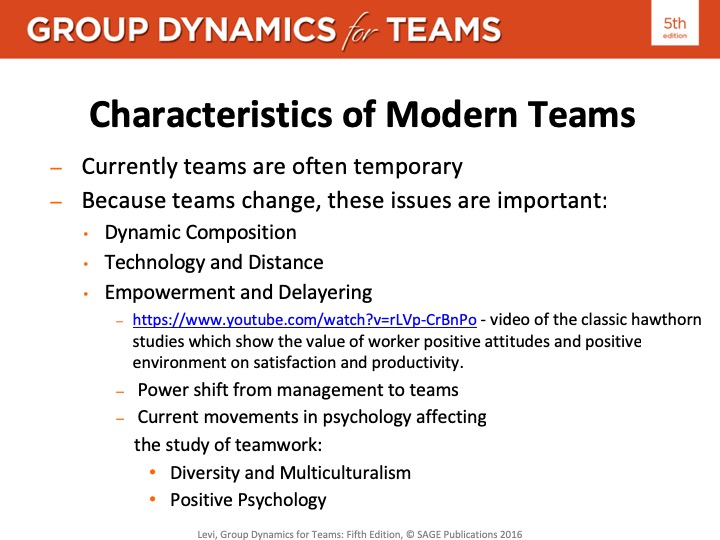 GROUP DYNAMICS for TEAMS
5th
edition
Characteristics of Modern Teams
– Currently teams are often temporary
– Because teams change, these issues are important:
• Dynamic Composition
• Technology and Distance
• Empowerment and Delayering
– https://www.youtube.com/watch?v=rLVp-CrBnPo - video of the classic hawthorn
studies which show the value of worker positive attitudes and positive
environment on satisfaction and productivity.
– Power shift from management to teams
– Current movements in psychology affecting
the study of teamwork:
• Diversity and Multiculturalism
• Positive Psychology
Levi, Group Dynamics for Teams: Fifth Edition, © SAGE Publications 2016